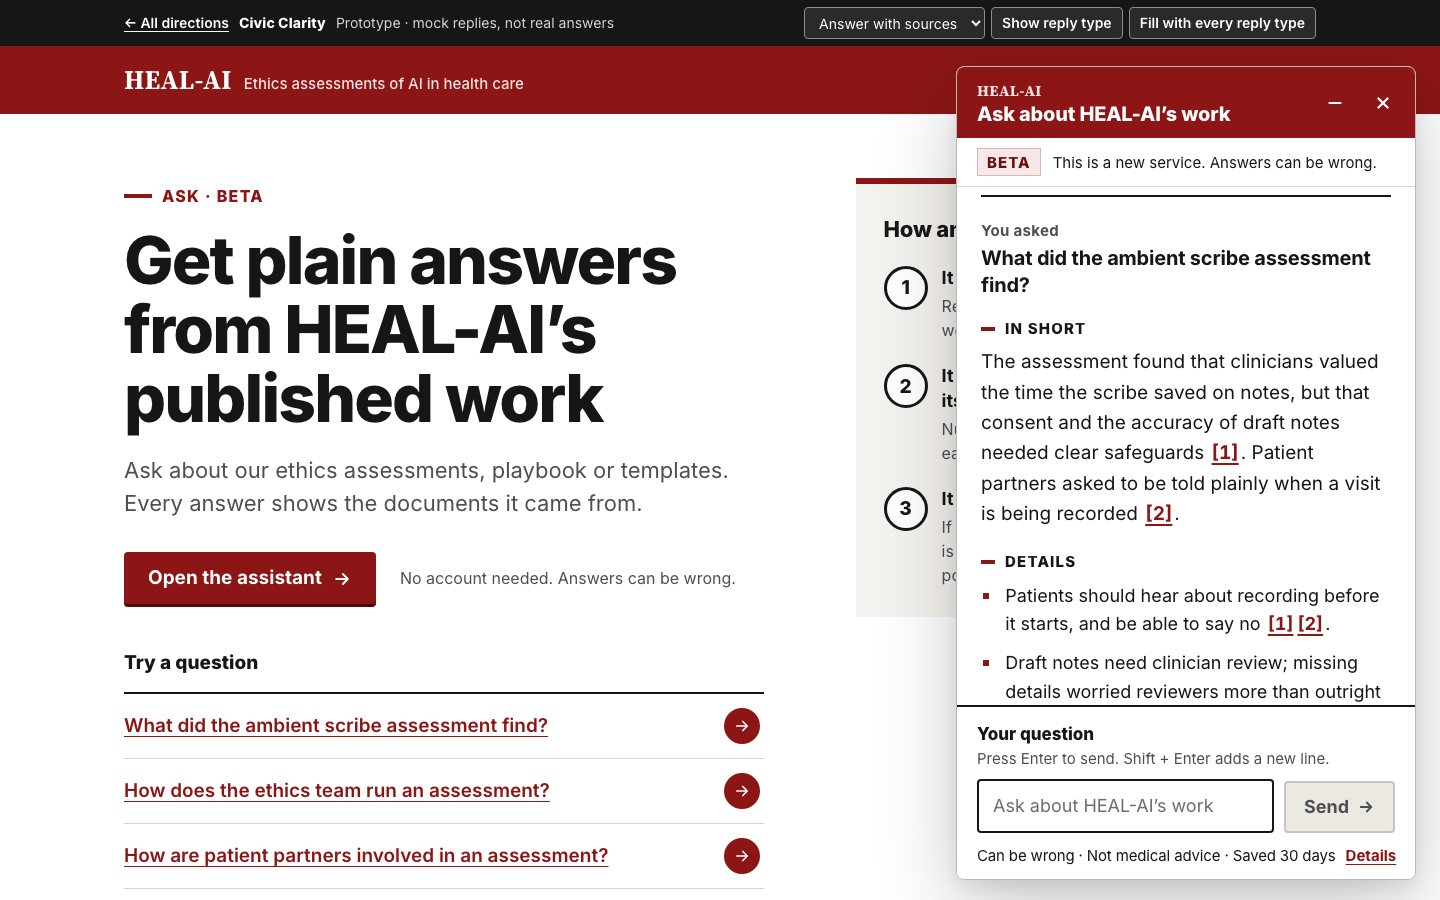 ← All directions Civic Clarity Prototype · mock replies, not real answers
Answer with sources Show reply type Fill with every reply type
HEAL-AI Ethics assessments of AI in health care
ASK · BETA
Get plain answers
from HEAL-AI’s
published work
Ask about our ethics assessments, playbook or templates.
Every answer shows the documents it came from.
Open the assistant →
No account needed. Answers can be wrong.
Try a question
What did the ambient scribe assessment find?
How does the ethics team run an assessment?
How are patient partners involved in an assessment?
1
2
3
HEAL-AI
Ask about HEAL-AI’s work
BETA This is a new service. Answers can be wrong.
You asked
What did the ambient scribe assessment
find?
IN SHORT
The assessment found that clinicians valued
the time the scribe saved on notes, but that
consent and the accuracy of draft notes
needed clear safeguards [1]. Patient
partners asked to be told plainly when a visit
is being recorded [2].
DETAILS
Patients should hear about recording before
it starts, and be able to say no [1] [2].
Draft notes need clinician review; missing
details worried reviewers more than outright
Your question
Press Enter to send. Shift + Enter adds a new line.
Ask about HEAL-AI’s work
Send →
Can be wrong · Not medical advice · Saved 30 days Details